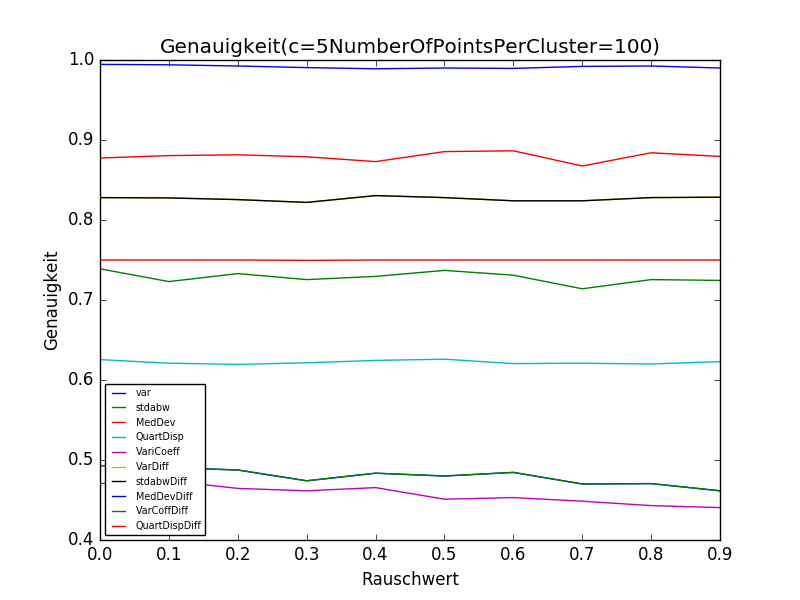 Genauigkeit(c=5NumberOfPointsPerCluster=100)
1.0
0.9
0.8
0.7
0.6
0.5
0.4
Genauigkeit
var
stdabw
MedDev
QuartDisp
VariCoeff
VarDiff
stdabwDiff
MedDevDiff
VarCoffDiff
QuartDispDiff
0.0 0.1 0.2 0.3 0.4 0.5 0.6 0.7 0.8 0.9
Rauschwert